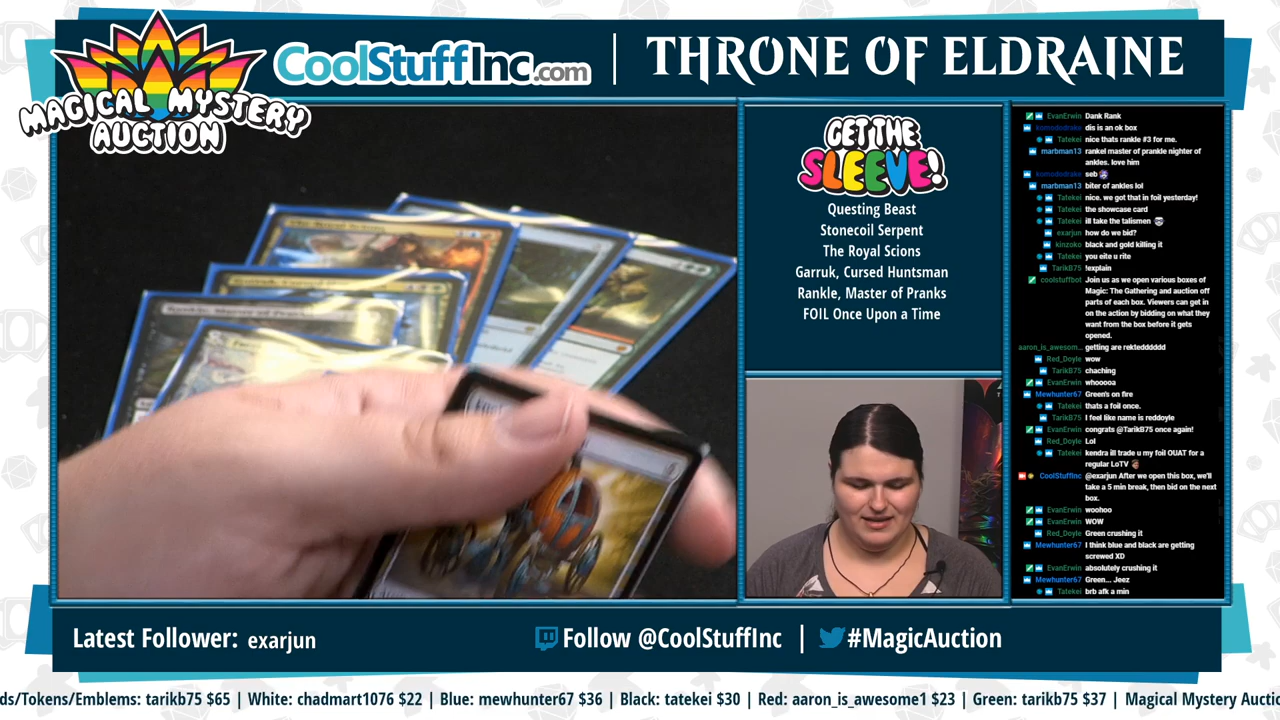 MAGICAL MYSTERY
AUCTION
CoolStuffInc.com
THRONE OF ELDRAINE
GET THE
SLEEVE!
Questing Beast
Stonecoil Serpent
The Royal Scions
Garruk, Cursed Huntsman
Rankle, Master of Pranks
FOIL Once Upon a Time
EvanErwin Dank Rank
komododrake dis is an ok box
Tatekei nice thats rankle #3 for me.
marbman13 rankel master of prankle nighter of
ankles. love him
komododrake seb
marbman13 biter of ankles lol
Tatekei nice. we got that in foil yesterday!
Tatekei the showcase card
Tatekei ill take the talismen
exarjun how do we bid?
kinzoko black and gold killing it
Tatekei you eite u rite
TarikB75 !explain
coolstuffbot Join us as we open various boxes of
Magic: The Gathering and auction off
parts of each box. Viewers can get in
on the action by bidding on what they
want from the box before it gets
opened.
aaron_is_awesom... getting are rektedddddd
Red_Doyle wow
TarikB75 chaching
EvanErwin whooooa
Mewhunter67 Green's on fire
Tatekei thats a foil once.
TarikB75 I feel like name is reddoyle
EvanErwin congrats @TarikB75 once again!
Red_Doyle Lol
Tatekei kendra ill trade u my foil OUAT for a
regular LoTV
CoolStuffInc @exarjun After we open this box, we'll
take a 5 min break, then bid on the next
box.
EvanErwin woohoo
EvanErwin WOW
Red_Doyle Green crushing it
Mewhunter67 I think blue and black are getting
screwed XD
EvanErwin absolutely crushing it
Mewhunter67 Green... Jeez
Tatekei brb afk a min
Rankle, Master of Pranks
Latest Follower: exarjun
Follow @CoolStuffInc | #MagicAuction
ds/Tokens/Emblems: tarikb75 $65 | White: chadmart1076 $22 | Blue: mewhunter67 $36 | Black: tatekei $30 | Red: aaron_is_awesome1 $23 | Green: tarikb75 $37 | Magical Mystery Auctio